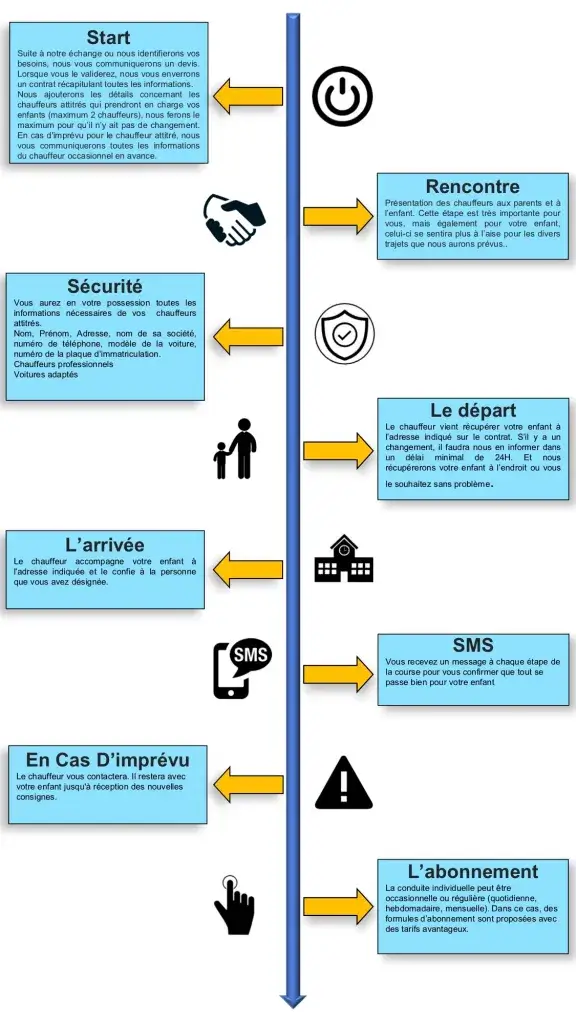 Start
Suite à notre échange ou nous identifierons vos
besoins, nous vous communiquerons un devis.
Lorsque vous le validerez, nous vous enverrons
un contrat récapitulant toutes les informations.
Nous ajouterons les détails concernant les
chauffeurs attitrés qui prendront en charge vos
enfants (maximum 2 chauffeurs), nous ferons le
maximum pour qu'il n'y ait pas de changement.
En cas d'imprévu pour le chauffeur attitré, nous
vous communiquerons toutes les informations
du chauffeur occasionnel en avance.
Rencontre
Présentation des chauffeurs aux parents et à
l'enfant. Cette étape est très importante pour
vous, mais également pour votre enfant,
celui-ci se sentira plus à l'aise pour les divers
trajets que nous aurons prévus..
Sécurité
Vous aurez en votre possession toutes les
informations nécessaires de vos chauffeurs
attitrés.
Nom, Prénom, Adresse, nom de sa société,
numéro de téléphone, modèle de la voiture,
numéro de la plaque d'immatriculation.
Chauffeurs professionnels
Voitures adaptés
Le départ
Le chauffeur vient récupérer votre enfant à
l'adresse indiqué sur le contrat. S'il y a un
changement, il faudra nous en informer dans
un délai minimal de 24H. Et nous
récupérerons votre enfant à l'endroit ou vous
le souhaitez sans problème.
L'arrivée
Le chauffeur accompagne votre enfant à
l'adresse indiquée et le confie à la personne
que vous avez désignée.
SMS
SMS
Vous recevez un message à chaque étape de
la course pour vous confirmer que tout se
passe bien pour votre enfant
En Cas D'imprévu
Le chauffeur vous contactera. Il restera avec
votre enfant jusqu'à réception des nouvelles
consignes.
L'abonnement
La conduite individuelle peut être
occasionnelle ou régulière (quotidienne,
hebdomadaire, mensuelle). Dans ce cas, des
formules d'abonnement sont proposées avec
des tarifs avantageux.